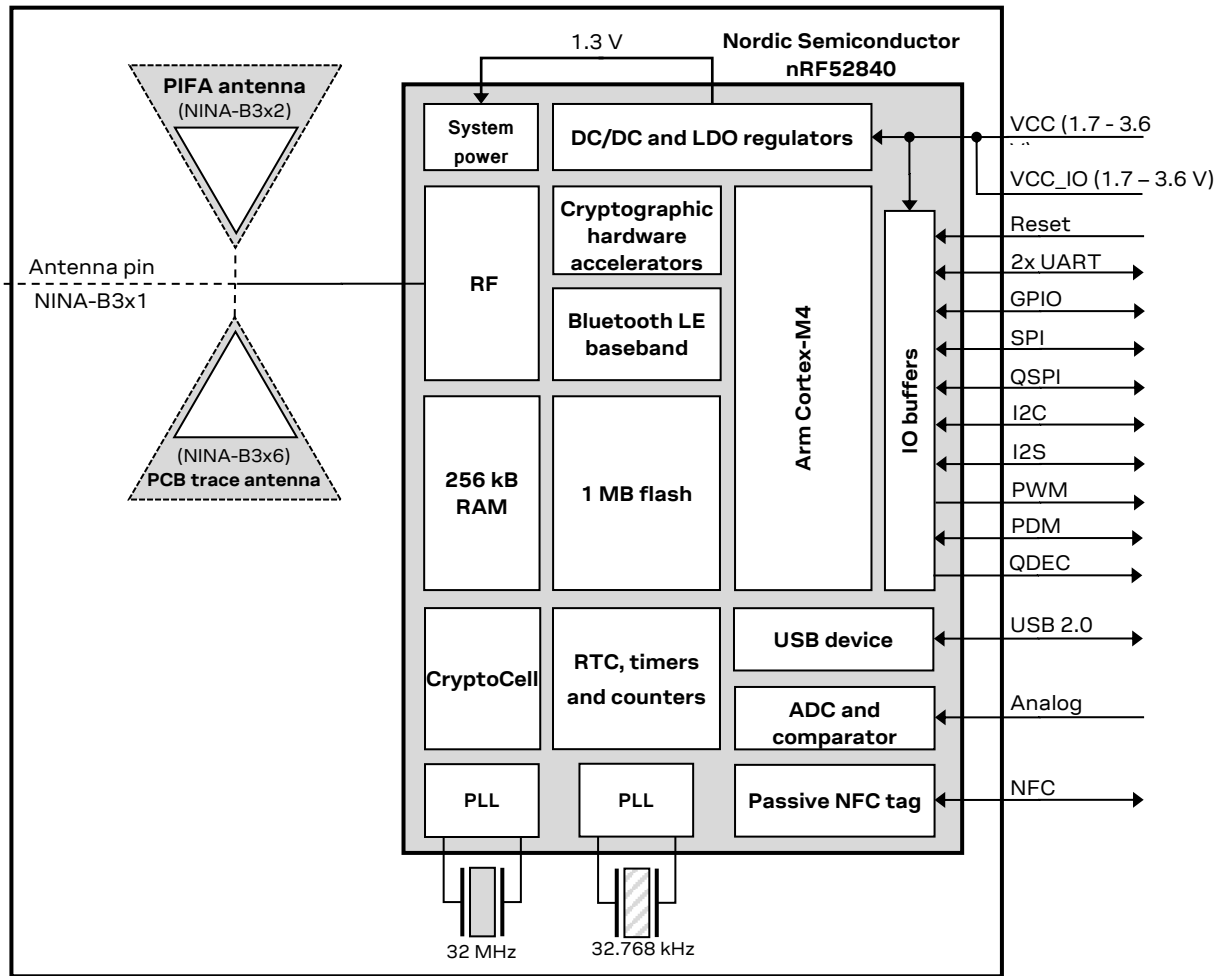 1.3 V
Nordic Semiconductor
nRF52840
PIFA antenna
(NINA-B3x2)
System
power
DC/DC and LDO regulators
VCC (1.7 - 3.6
VCC_IO (1.7 – 3.6 V)
Cryptographic
hardware
accelerators
Reset
Antenna pin
NINA-B3x1
RF
2x UART
GPIO
Bluetooth LE
baseband
Arm Cortex-M4
IO buffers
SPI
QSPI
I2C
(NINA-B3x6)
PCB trace antenna
256 kB
RAM
1 MB flash
I2S
PWM
PDM
QDEC
USB device
USB 2.0
CryptoCell
RTC, timers
and counters
ADC and
comparator
Analog
PLL
PLL
Passive NFC tag
NFC
32 MHz
32.768 kHz